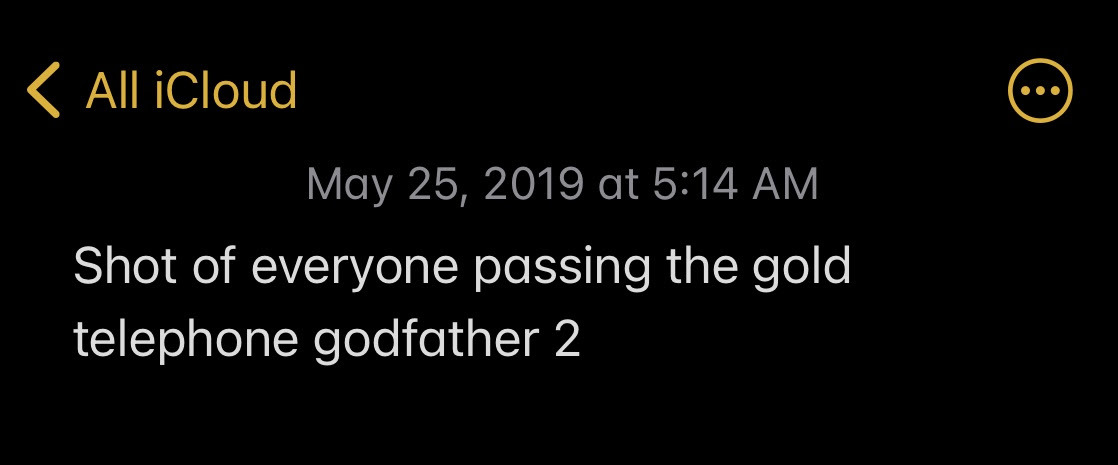 All iCloud
May 25, 2019 at 5:14 AM
Shot of everyone passing the gold
telephone godfather 2